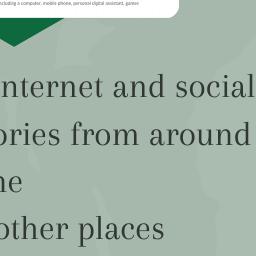 ncluding a computer, mobile phone, personal digital assistant, games
nternet and social
ories from around
ne
other places